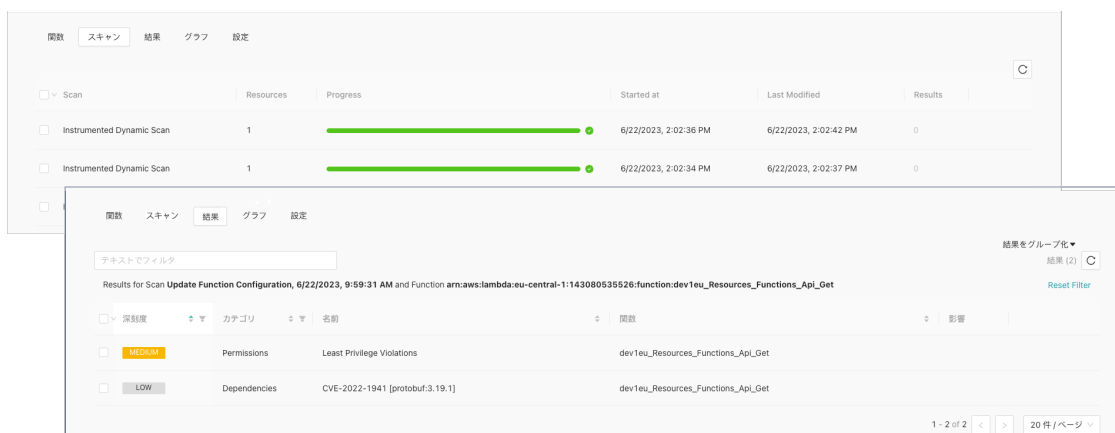 関数 スキャン 結果 グラフ 設定
Scan Resources Progress Started at Last Modified Results
Instrumented Dynamic Scan 1 6/22/2023, 2:02:36 PM 6/22/2023, 2:02:42 PM 0
Instrumented Dynamic Scan 1 6/22/2023, 2:02:34 PM 6/22/2023, 2:02:37 PM 0
関数 スキャン 結果 グラフ 設定
結果をグループ化▼
テキストでフィルタ 結果 (2)
Results for Scan Update Function Configuration, 6/22/2023, 9:59:31 AM and Function arn:aws:lambda:eu-central-1:143080535526:function:dev1eu_Resources_Functions_Api_Get Reset Filter
深刻度 カテゴリ 名前 関数 影響
MEDIUM Permissions Least Privilege Violations dev1eu_Resources_Functions_Api_Get
LOW Dependencies CVE-2022-1941 [protobuf:3.19.1] dev1eu_Resources_Functions_Api_Get
1 - 2 of 2 < > 20 件 / ページ